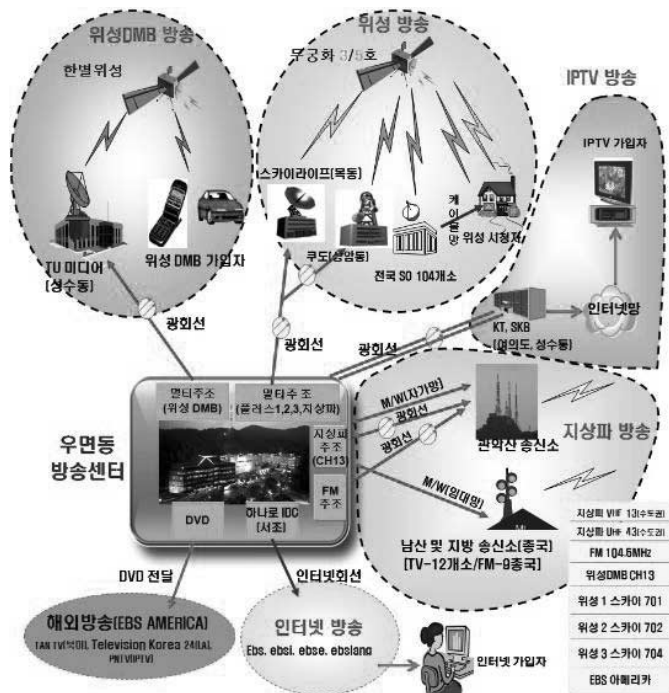 위성DMB 방송
한별위성
TU 미디어
(성수동)
위성 DMB 가입자
광회선
위성 방송
무궁화 3/5호
스카이라이프(목동)
쿠도(상암동)
전국 SO 104개소
케이블망
위성 시청자
광회선
IPTV 방송
IPTV 가입자
인터넷망
KT, SKB
(여의도, 성수동)
광회선
우면동
방송센터
멀티주조
(위성 DMB)
멀티주조
(플러스1,2,3,지상파)
지상파
주조
(CH13)
FM
주조
DVD
하나로 IDC
(서초)
M/W(자가망)
광회선
광회선
M/W(임대망)
지상파 방송
관악산 송신소
남산 및 지방 송신소(종국)
[TV-12개소/FM-9종국]
지상파 VHF 13(수도권)
지상파 UHF 43(수도권)
FM 104.5MHz
위성DMB CH13
위성 1 스카이 701
위성 2 스카이 702
위성 3 스카이 704
EBS 아메리카
DVD 전달
인터넷회선
해외방송(EBS AMERICA)
TAN TV(북미), Television Korea 24(LA),
PNTV(IPTV)
인터넷 방송
Ebs. ebsi. ebse. ebslang
인터넷 가입자